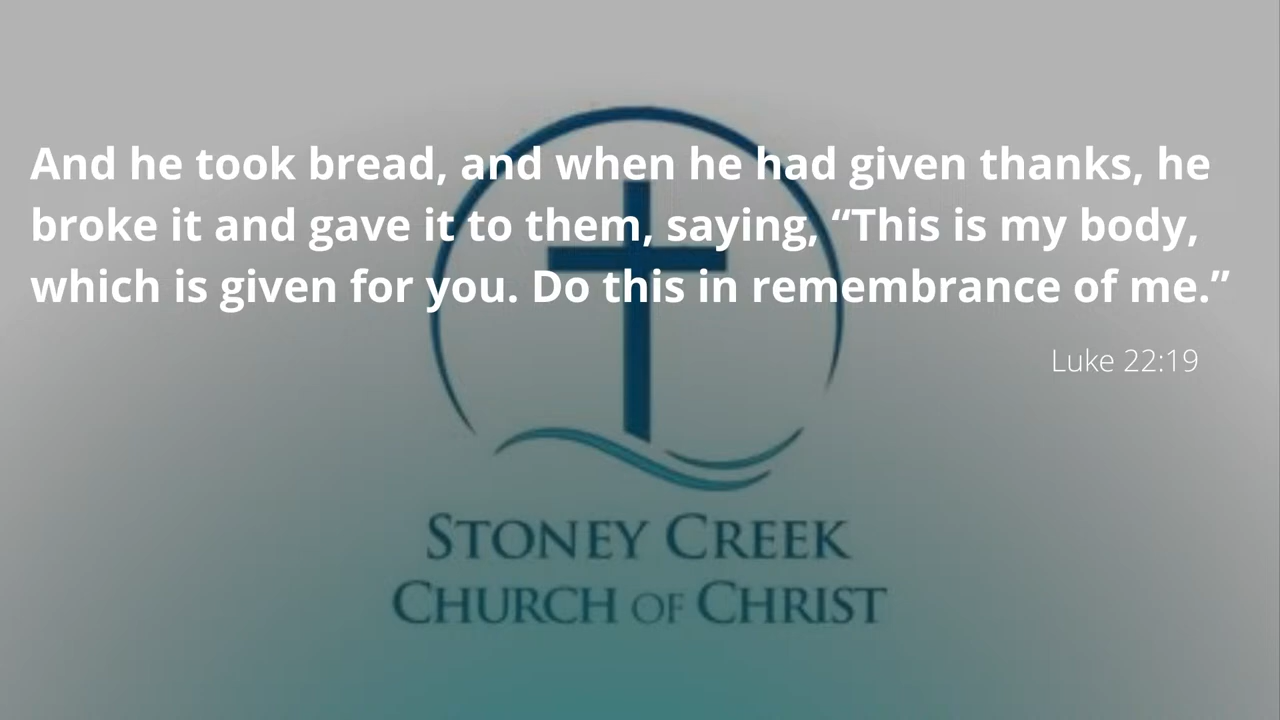 And he took bread, and when he had given thanks, he
broke it and gave it to them, saying, “This is my body,
which is given for you. Do this in remembrance of me.”
Luke 22:19
STONEY CREEK
CHURCH OF CHRIST